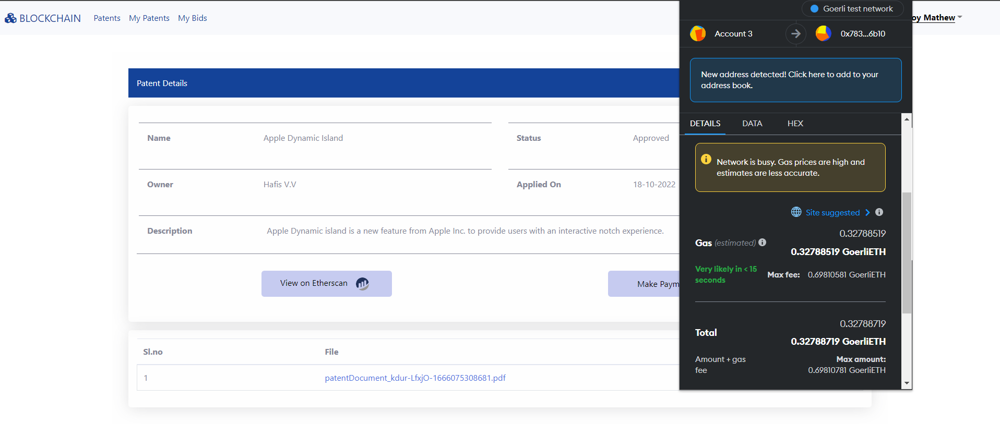 BLOCKCHAIN Patents My Patents My Bids
oy Mathew
Patent Details
Name Apple Dynamic Island
Status Approved
Owner Hafis V.V
Applied On 18-10-2022
Description Apple Dynamic island is a new feature from Apple Inc. to provide users with an interactive notch experience.
View on Etherscan
Make Paym
Sl.no File
1 patentDocument_kdur-LfxjO-1666075308681.pdf
Goerli test network
Account 3 0x783...6b10
New address detected! Click here to add to your
address book.
DETAILS DATA HEX
Network is busy. Gas prices are high and
estimates are less accurate.
Site suggested
0.32788519
Gas (estimated)
0.32788519 GoerliETH
Very likely in < 15
seconds
Max fee: 0.69810581 GoerliETH
0.32788719
Total
0.32788719 GoerliETH
Amount + gas
fee
Max amount:
0.69810781 GoerliETH